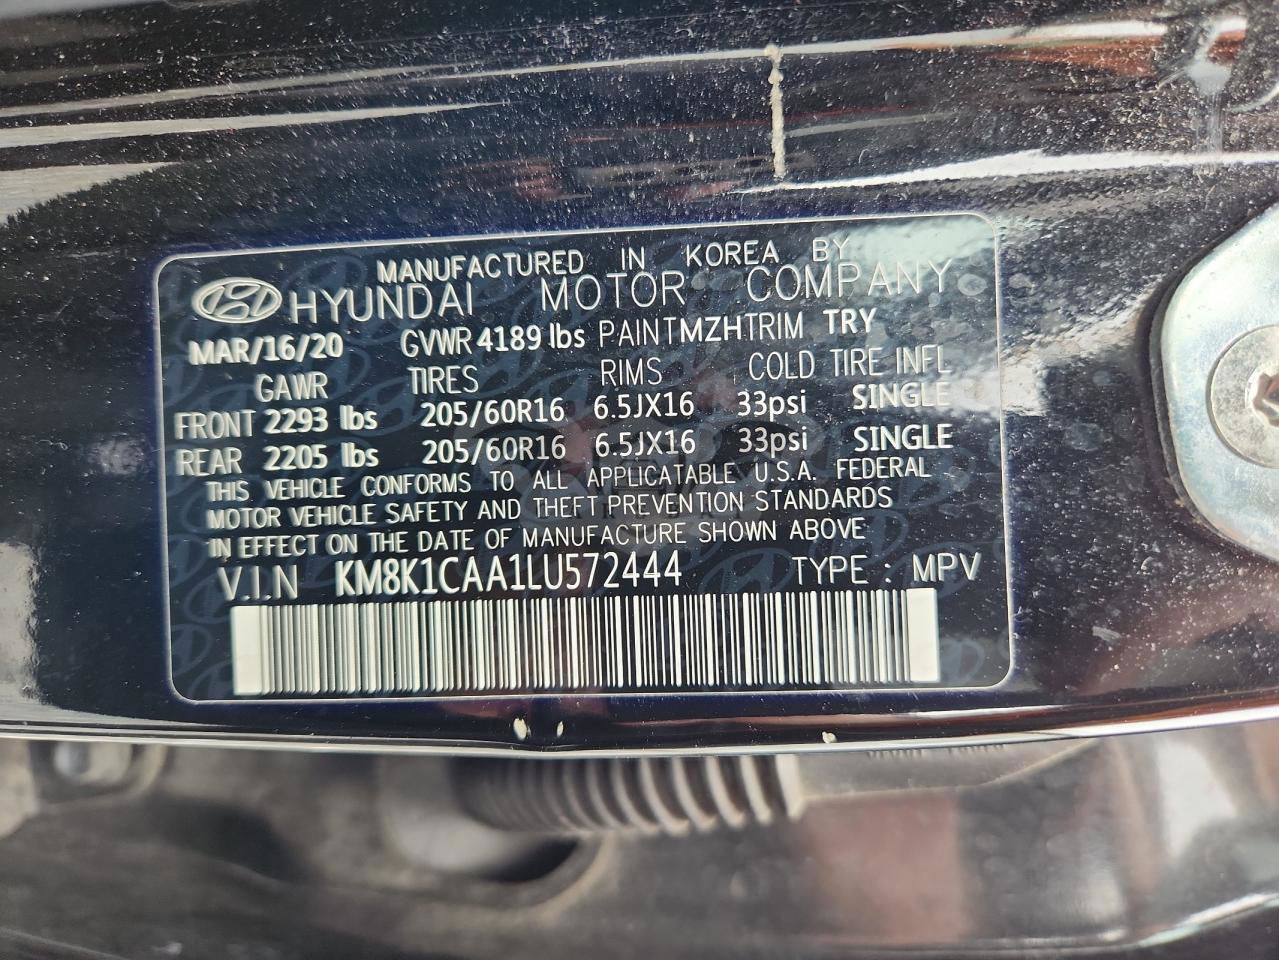 MANUFACTURED IN KOREA BY
HYUNDAI MOTOR COMPANY
MAR/16/20 GVWR 4189 lbs PAINT MZH TRIM TRY
GAWR TIRES RIMS COLD TIRE INFL
FRONT 2293 lbs 205/60R16 6.5JX16 33psi SINGLE
REAR 2205 lbs 205/60R16 6.5JX16 33psi SINGLE
THIS VEHICLE CONFORMS TO ALL APPLICATABLE U.S.A. FEDERAL
MOTOR VEHICLE SAFETY AND THEFT PREVENTION STANDARDS
IN EFFECT ON THE DATE OF MANUFACTURE SHOWN ABOVE
V.I.N KM8K1CAA1LU572444 TYPE : MPV